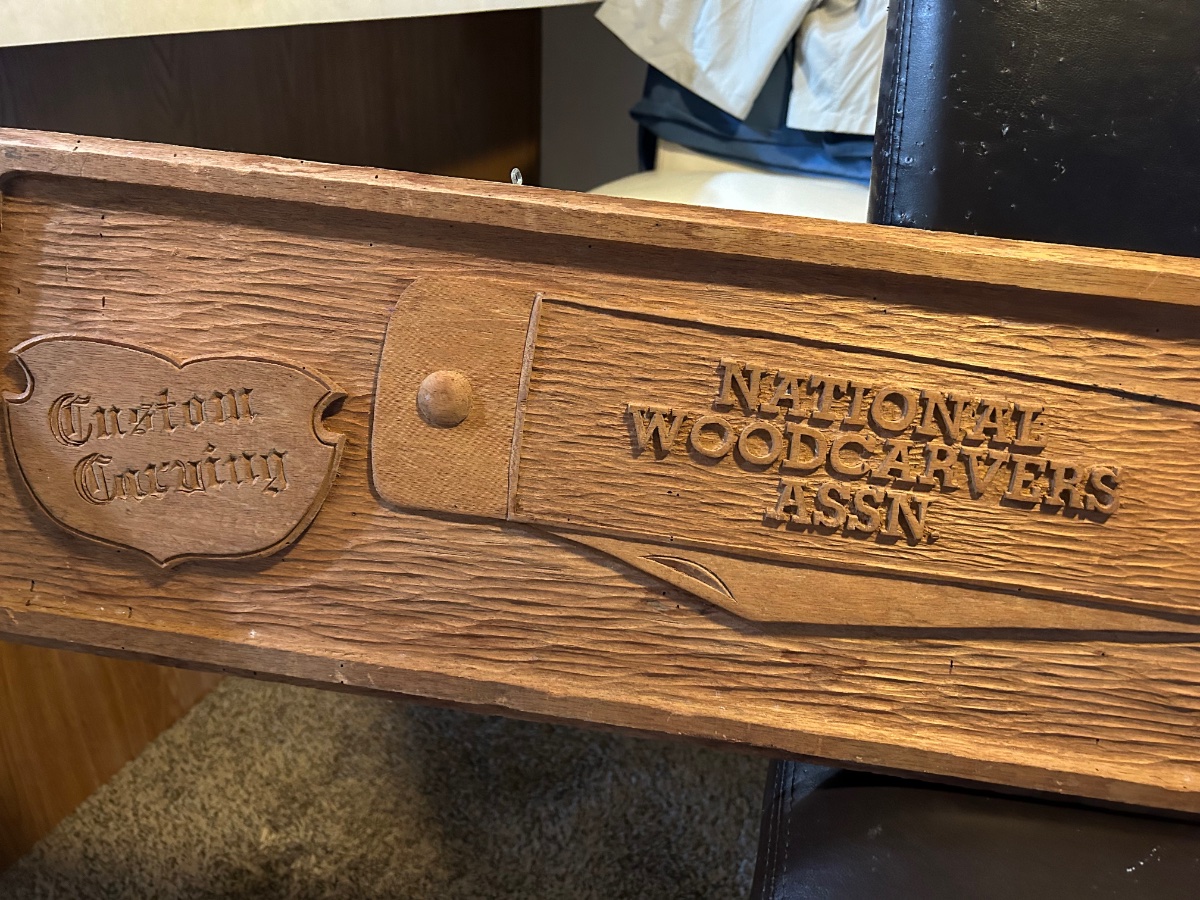 Custom
Carving
NATIONAL
WOODCARVERS
ASSN.